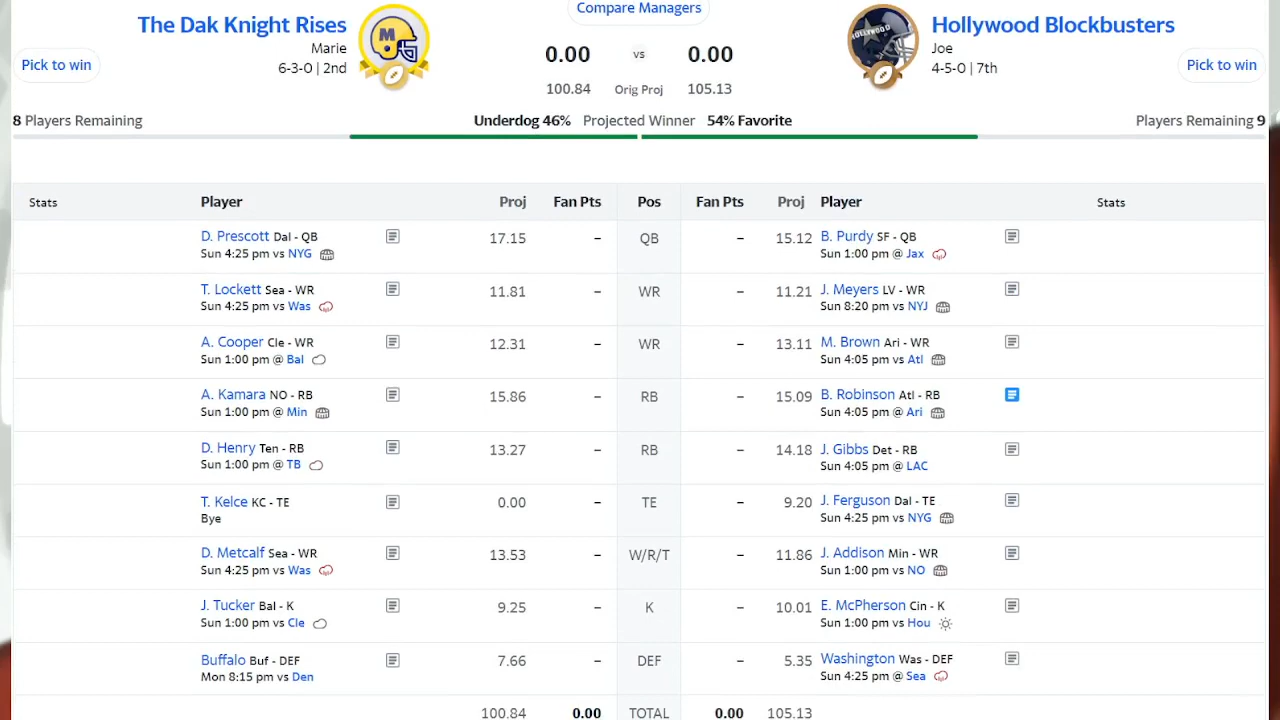 Compare Managers
The Dak Knight Rises
Marie
6-3-0 | 2nd
Pick to win
M
0.00 vs 0.00
100.84 Orig Proj 105.13
HOLLYWOOD
Hollywood Blockbusters
Joe
4-5-0 | 7th
Pick to win
8 Players Remaining
Underdog 46% Projected Winner 54% Favorite
Players Remaining 9
Stats Player Proj Fan Pts Pos Fan Pts Proj Player Stats
D. Prescott Dal - QB 17.15 – QB – 15.12 B. Purdy SF - QB
Sun 4:25 pm vs NYG Sun 1:00 pm @ Jax
T. Lockett Sea - WR 11.81 – WR – 11.21 J. Meyers LV - WR
Sun 4:25 pm vs Was Sun 8:20 pm vs NYJ
A. Cooper Cle - WR 12.31 – WR – 13.11 M. Brown Ari - WR
Sun 1:00 pm @ Bal Sun 4:05 pm vs Atl
A. Kamara NO - RB 15.86 – RB – 15.09 B. Robinson Atl - RB
Sun 1:00 pm @ Min Sun 4:05 pm @ Ari
D. Henry Ten - RB 13.27 – RB – 14.18 J. Gibbs Det - RB
Sun 1:00 pm @ TB Sun 4:05 pm @ LAC
T. Kelce KC - TE 0.00 – TE – 9.20 J. Ferguson Dal - TE
Bye Sun 4:25 pm vs NYG
D. Metcalf Sea - WR 13.53 – W/R/T – 11.86 J. Addison Min - WR
Sun 4:25 pm vs Was Sun 1:00 pm vs NO
J. Tucker Bal - K 9.25 – K – 10.01 E. McPherson Cin - K
Sun 1:00 pm vs Cle Sun 1:00 pm vs Hou
Buffalo Buf - DEF 7.66 – DEF – 5.35 Washington Was - DEF
Mon 8:15 pm vs Den Sun 4:25 pm @ Sea
100.84 0.00 TOTAL 0.00 105.13